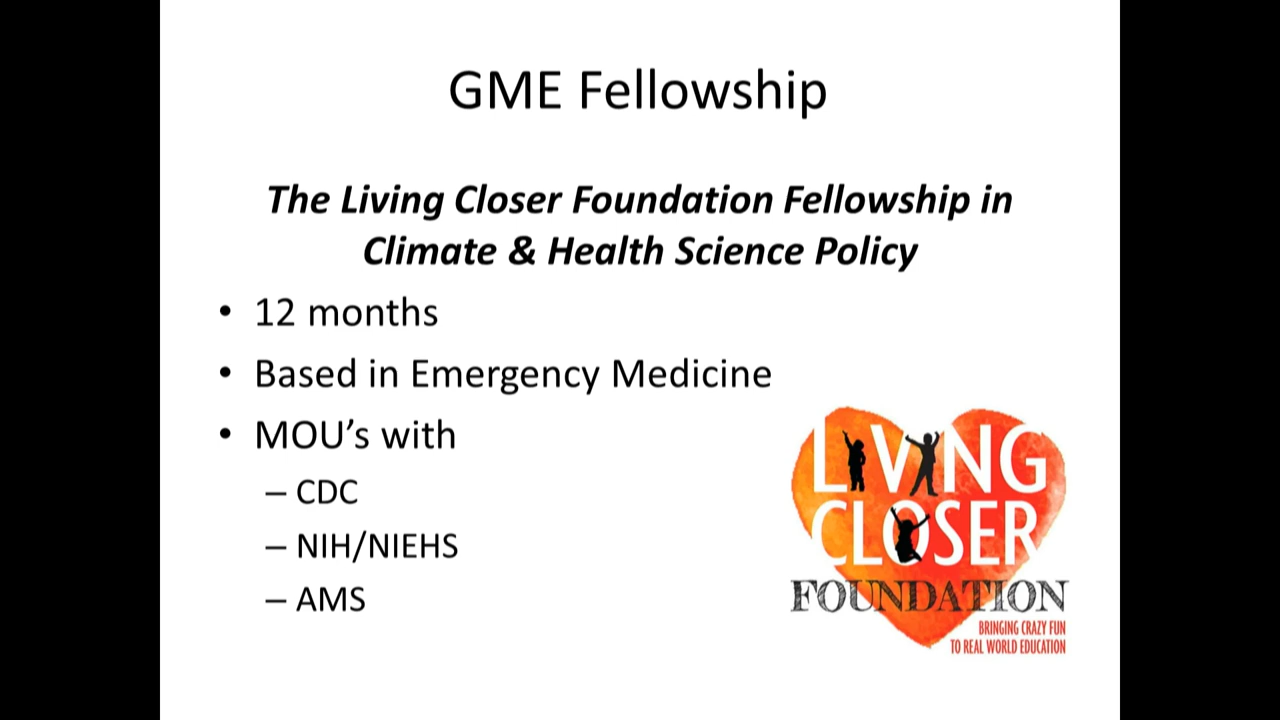 GME Fellowship
The Living Closer Foundation Fellowship in
Climate & Health Science Policy
• 12 months
• Based in Emergency Medicine
• MOU’s with
– CDC
– NIH/NIEHS
– AMS
LIVING
CLOSER
FOUNDATION
BRINGING CRAZY FUN
TO REAL WORLD EDUCATION